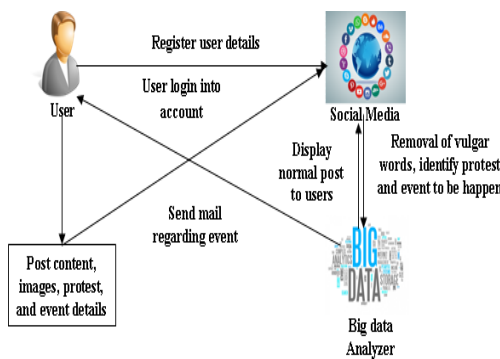 Register user details
User login into
account
User
Social Media
Display
normal post
to users
Removal of vulgar
words, identify protest
and event to be happen
Send mail
regarding event
Post content,
images, protest,
and event details
BIG
DATA
Big data
Analyzer